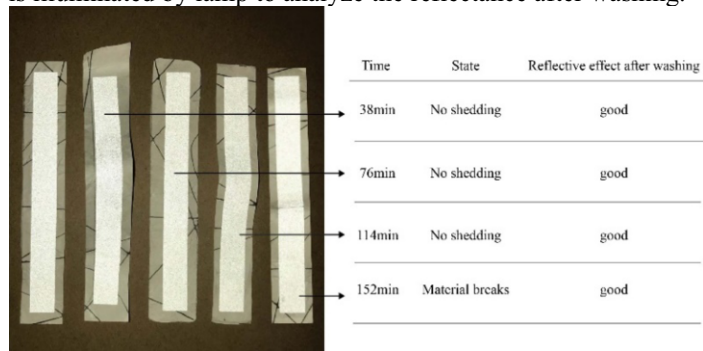 is illuminated by lamp to analyze the reflectance after washing.
Time State Reflective effect after washing
38min No shedding good
76min No shedding good
114min No shedding good
152min Material breaks good